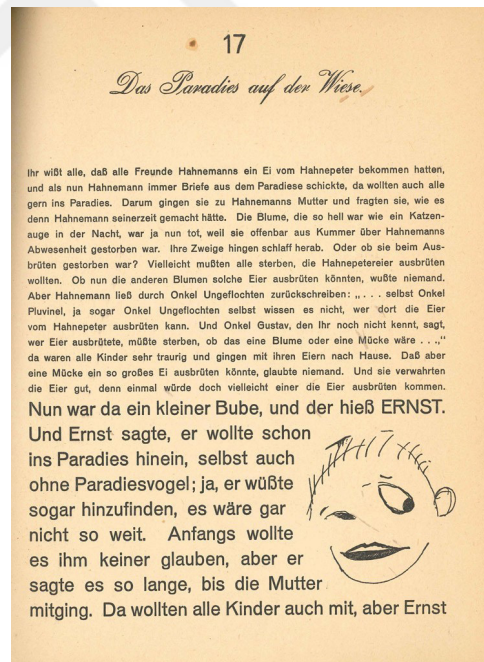 17
Das Paradies auf der Wiese.
Ihr wißt alle, daß alle Freunde Hahnemanns ein Ei vom Hahnepeter bekommen hatten,
und als nun Hahnemann immer Briefe aus dem Paradiese schickte, da wollten auch alle
gern ins Paradies. Darum gingen sie zu Hahnemanns Mutter und fragten sie, wie es
denn Hahnemann seinerzeit gemacht hätte. Die Blume, die so hell war wie ein Katzen-
auge in der Nacht, war ja nun tot, weil sie offenbar aus Kummer über Hahnemanns
Abwesenheit gestorben war. Ihre Zweige hingen schlaff herab. Oder ob sie beim Aus-
brüten gestorben war? Vielleicht mußten alle sterben, die Hahnepetereier ausbrüten
wollten. Ob nun die anderen Blumen solche Eier ausbrüten könnten, wußte niemand.
Aber Hahnemann ließ durch Onkel Ungeflochten zurückschreiben: „. . . selbst Onkel
Pluvinel, ja sogar Onkel Ungeflochten selbst wissen es nicht, wer dort die Eier
vom Hahnepeter ausbrüten kann. Und Onkel Gustav, den Ihr noch nicht kennt, sagt,
wer Eier ausbrütete, müßte sterben, ob das eine Blume oder eine Mücke wäre . . .,“
da waren alle Kinder sehr traurig und gingen mit ihren Eiern nach Hause. Daß aber
eine Mücke ein so großes Ei ausbrüten könnte, glaubte niemand. Und sie verwahrten
die Eier gut, denn einmal würde doch vielleicht einer die Eier ausbrüten kommen.
Nun war da ein kleiner Bube, und der hieß ERNST.
Und Ernst sagte, er wollte schon
ins Paradies hinein, selbst auch
ohne Paradiesvogel; ja, er wüßte
sogar hinzufinden, es wäre gar
nicht so weit. Anfangs wollte
es ihm keiner glauben, aber er
sagte es so lange, bis die Mutter
mitging. Da wollten alle Kinder auch mit, aber Ernst